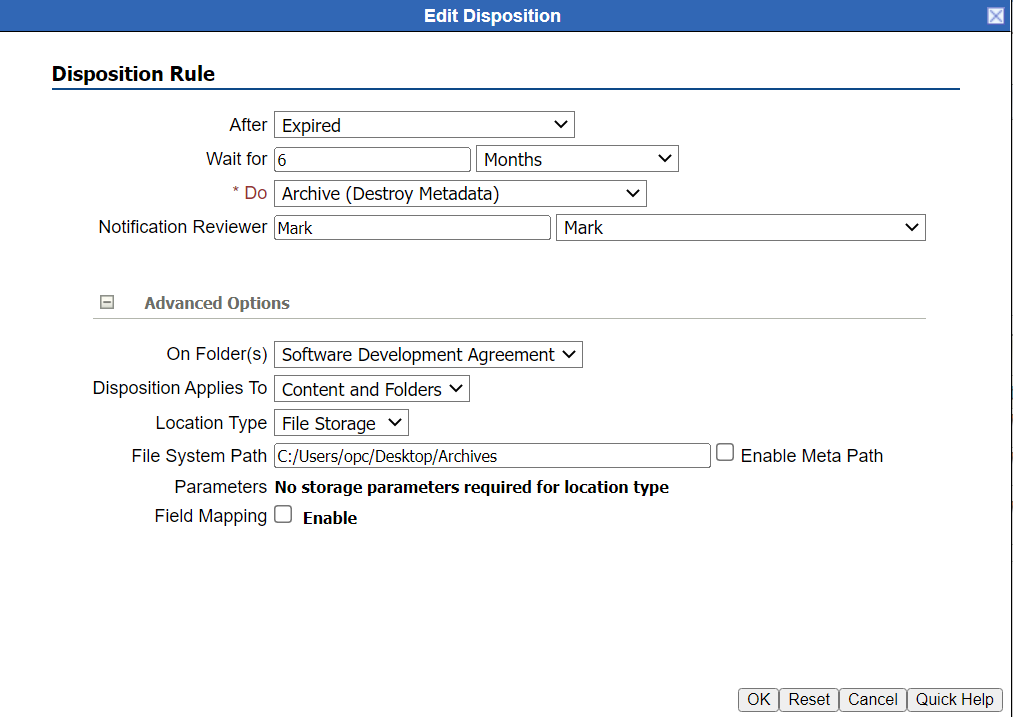 Edit Disposition
Disposition Rule
After Expired
Wait for 6 Months
* Do Archive (Destroy Metadata)
Notification Reviewer Mark Mark
Advanced Options
On Folder(s) Software Development Agreement
Disposition Applies To Content and Folders
Location Type File Storage
File System Path C:/Users/opc/Desktop/Archives Enable Meta Path
Parameters No storage parameters required for location type
Field Mapping Enable
OK Reset Cancel Quick Help